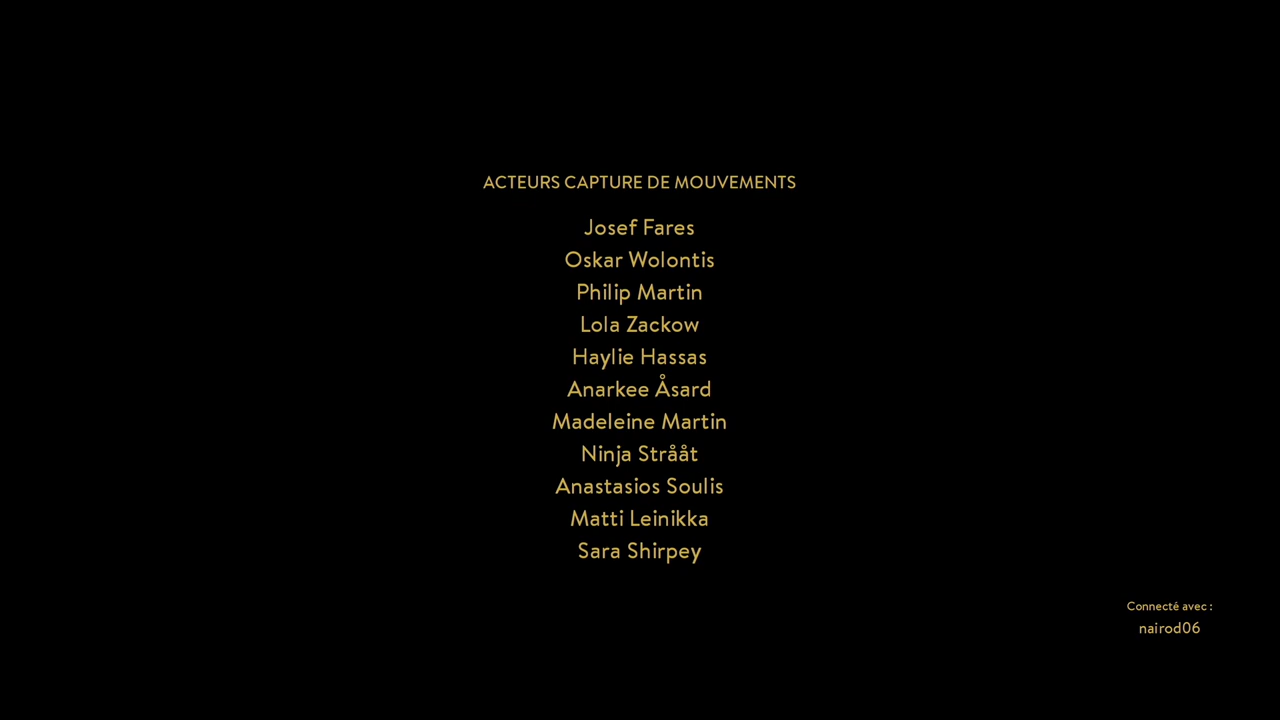 ACTEURS CAPTURE DE MOUVEMENTS
Josef Fares
Oskar Wolontis
Philip Martin
Lola Zackow
Haylie Hassas
Anarkee Åsard
Madeleine Martin
Ninja Strååt
Anastasios Soulis
Matti Leinikka
Sara Shirpey
Connecté avec :
nairod06